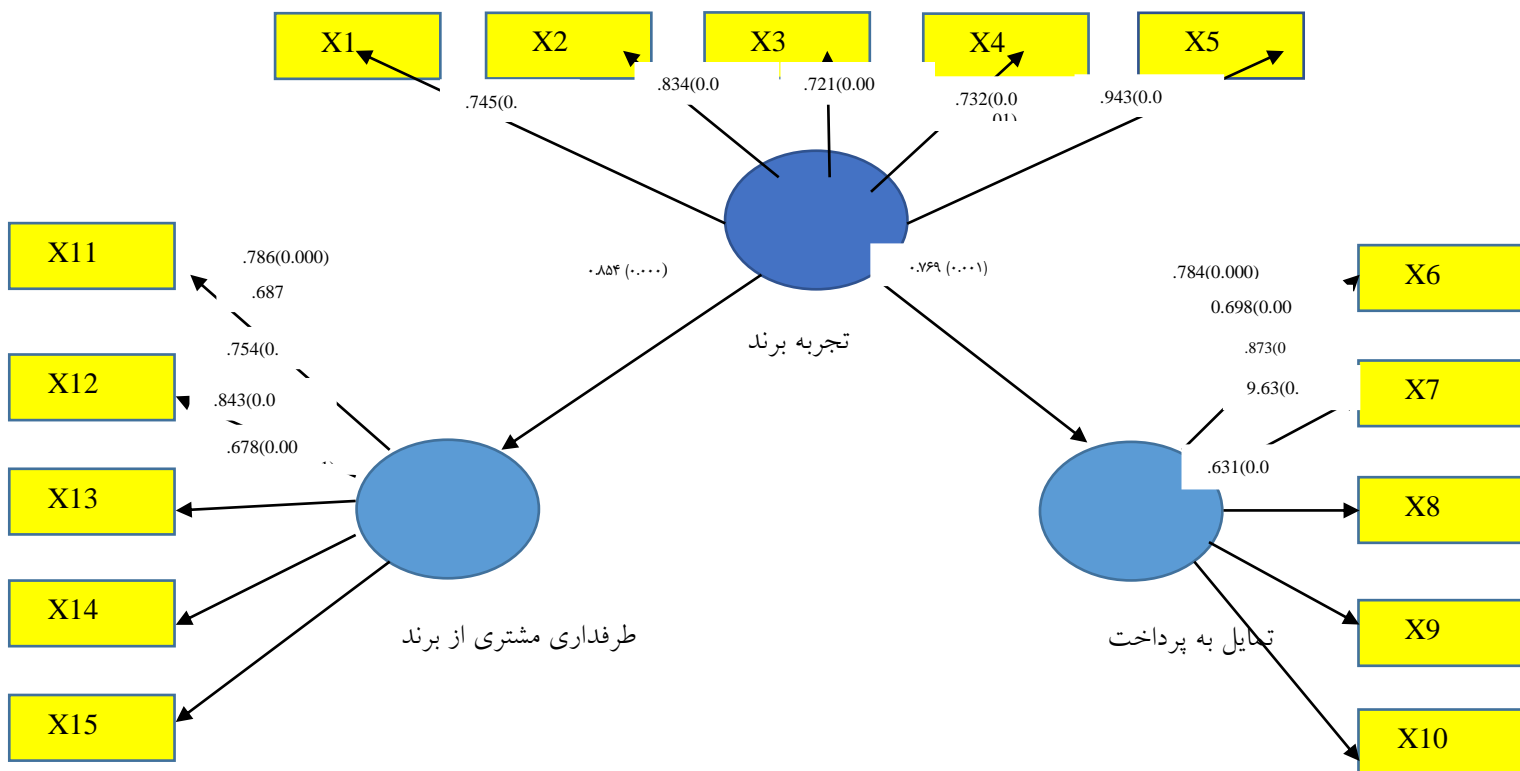 X1
X2
X3
X4
X5
.745(0.
.834(0.0
.721(0.00
.732(0.0
01)
.943(0.0
X11
.786(0.000)
.687
.754(0.
X12
.843(0.0
.678(0.00
X13
X14
X15
۰.۸۵۴ (۰.۰۰۰)
۰.۷۶۹ (۰.۰۰۱)
تجربه برند
طرفداری مشتری از برند
تمایل به پرداخت
.784(0.000)
0.698(0.00
.873(0
9.63(0.
.631(0.0
X6
X7
X8
X9
X10